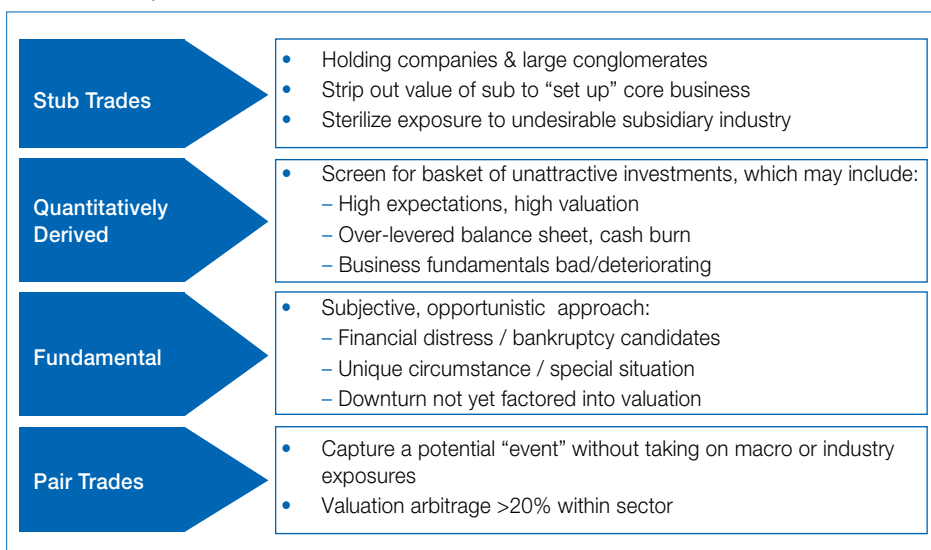 Stub Trades
• Holding companies & large conglomerates
• Strip out value of sub to “set up” core business
• Sterilize exposure to undesirable subsidiary industry
Quantitatively
Derived
• Screen for basket of unattractive investments, which may include:
– High expectations, high valuation
– Over-levered balance sheet, cash burn
– Business fundamentals bad/deteriorating
Fundamental
• Subjective, opportunistic approach:
– Financial distress / bankruptcy candidates
– Unique circumstance / special situation
– Downturn not yet factored into valuation
Pair Trades
• Capture a potential “event” without taking on macro or industry
exposures
• Valuation arbitrage >20% within sector